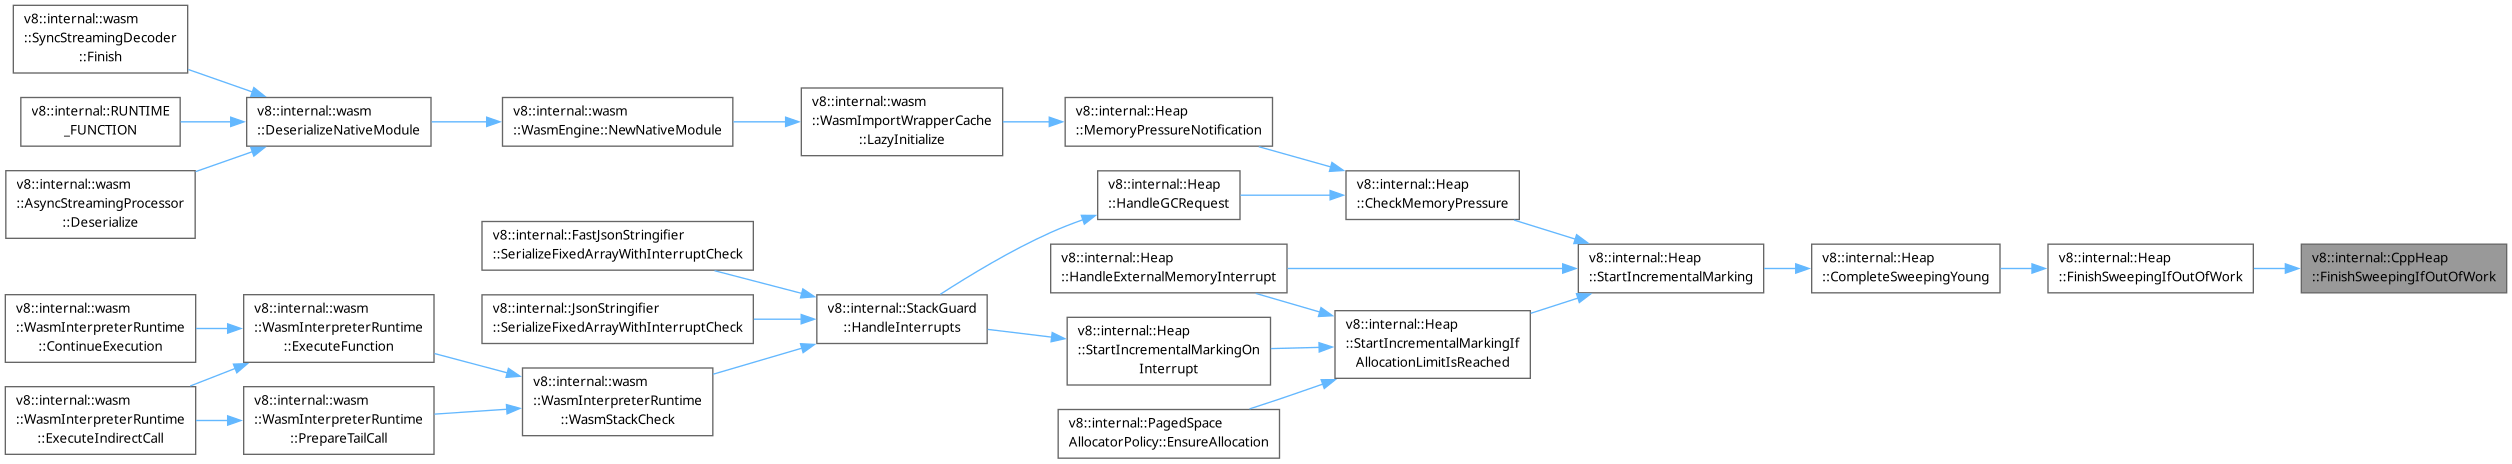 v8::internal::wasm
::SyncStreamingDecoder
::Finish
v8::internal::RUNTIME
_FUNCTION
v8::internal::wasm
::AsyncStreamingProcessor
::Deserialize
v8::internal::wasm
::DeserializeNativeModule
v8::internal::wasm
::WasmEngine::NewNativeModule
v8::internal::wasm
::WasmImportWrapperCache
::LazyInitialize
v8::internal::Heap
::MemoryPressureNotification
v8::internal::Heap
::HandleGCRequest
v8::internal::Heap
::CheckMemoryPressure
v8::internal::FastJsonStringifier
::SerializeFixedArrayWithInterruptCheck
v8::internal::JsonStringifier
::SerializeFixedArrayWithInterruptCheck
v8::internal::Heap
::HandleExternalMemoryInterrupt
v8::internal::Heap
::StartIncrementalMarking
v8::internal::Heap
::CompleteSweepingYoung
v8::internal::Heap
::FinishSweepingIfOutOfWork
v8::internal::CppHeap
::FinishSweepingIfOutOfWork
v8::internal::wasm
::WasmInterpreterRuntime
::ContinueExecution
v8::internal::wasm
::WasmInterpreterRuntime
::ExecuteFunction
v8::internal::StackGuard
::HandleInterrupts
v8::internal::Heap
::StartIncrementalMarkingOn
Interrupt
v8::internal::Heap
::StartIncrementalMarkingIf
AllocationLimitIsReached
v8::internal::wasm
::WasmInterpreterRuntime
::ExecuteIndirectCall
v8::internal::wasm
::WasmInterpreterRuntime
::PrepareTailCall
v8::internal::wasm
::WasmInterpreterRuntime
::WasmStackCheck
v8::internal::PagedSpace
AllocatorPolicy::EnsureAllocation